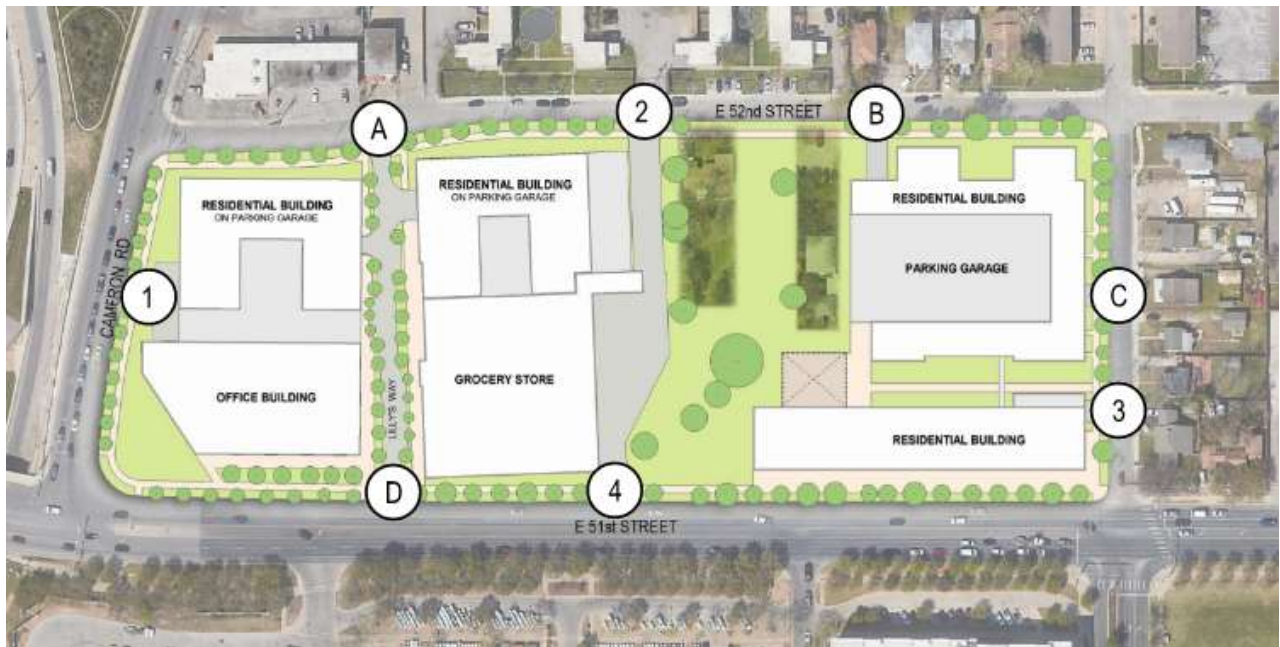 2
E 52nd STREET
B
A
RESIDENTIAL BUILDING
ON PARKING GARAGE
RESIDENTIAL BUILDING
ON PARKING GARAGE
RESIDENTIAL BUILDING
PARKING GARAGE
1
CAMERON RD
C
GROCERY STORE
OFFICE BUILDING
LILLY'S WAY
3
RESIDENTIAL BUILDING
D
4
E 51st STREET